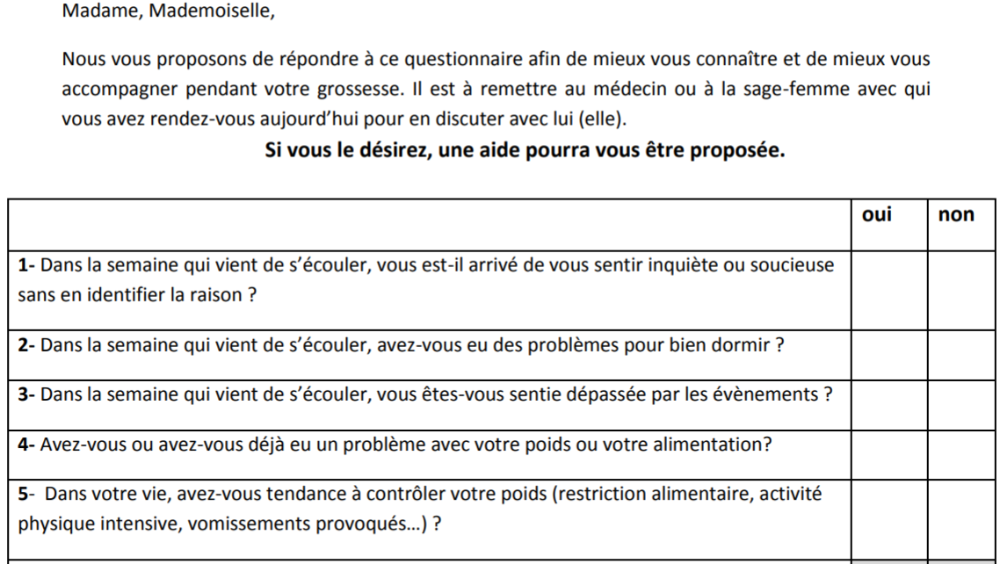 Madame, Mademoiselle,
Nous vous proposons de répondre à ce questionnaire afin de mieux vous connaître et de mieux vous
accompagner pendant votre grossesse. Il est à remettre au médecin ou à la sage-femme avec qui
vous avez rendez-vous aujourd’hui pour en discuter avec lui (elle).
Si vous le désirez, une aide pourra vous être proposée.
oui non
1- Dans la semaine qui vient de s’écouler, vous est-il arrivé de vous sentir inquiète ou soucieuse
sans en identifier la raison ?
2- Dans la semaine qui vient de s’écouler, avez-vous eu des problèmes pour bien dormir ?
3- Dans la semaine qui vient de s’écouler, vous êtes-vous sentie dépassée par les évènements ?
4- Avez-vous ou avez-vous déjà eu un problème avec votre poids ou votre alimentation?
5- Dans votre vie, avez-vous tendance à contrôler votre poids (restriction alimentaire, activité
physique intensive, vomissements provoqués…) ?